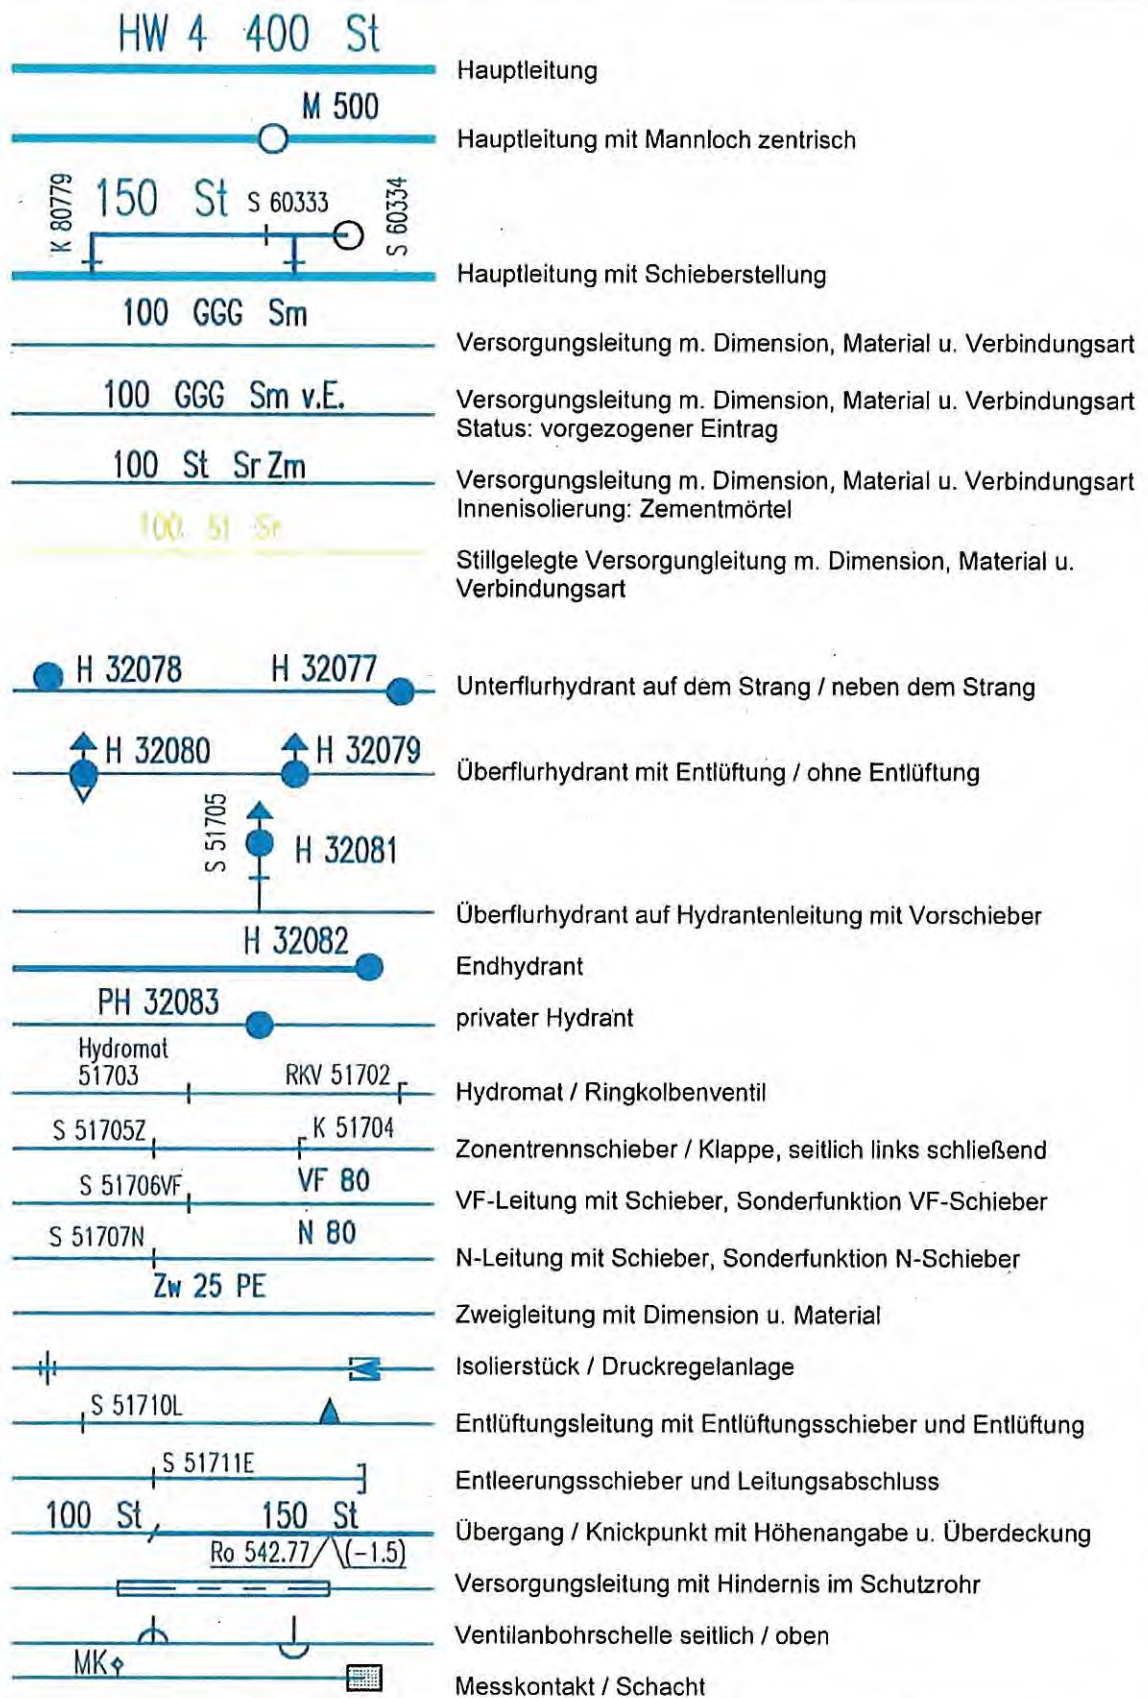 HW 4 400 St
Hauptleitung
M 500
Hauptleitung mit Mannloch zentrisch
K 80779
150 St S 60333
S 60334
Hauptleitung mit Schieberstellung
100 GGG Sm
Versorgungsleitung m. Dimension, Material u. Verbindungsart
100 GGG Sm v.E.
Versorgungsleitung m. Dimension, Material u. Verbindungsart
Status: vorgezogener Eintrag
100 St Sr Zm
Versorgungsleitung m. Dimension, Material u. Verbindungsart
Innenisolierung: Zementmörtel
100 St Sr
Stillgelegte Versorgungleitung m. Dimension, Material u.
Verbindungsart
H 32078 H 32077
Unterflurhydrant auf dem Strang / neben dem Strang
H 32080 H 32079
Überflurhydrant mit Entlüftung / ohne Entlüftung
S 51705
H 32081
Überflurhydrant auf Hydrantenleitung mit Vorschieber
H 32082
Endhydrant
PH 32083
privater Hydrant
Hydromat
51703 RKV 51702
Hydromat / Ringkolbenventil
S 51705Z K 51704
Zonentrennschieber / Klappe, seitlich links schließend
S 51706VF VF 80
VF-Leitung mit Schieber, Sonderfunktion VF-Schieber
S 51707N N 80
N-Leitung mit Schieber, Sonderfunktion N-Schieber
Zw 25 PE
Zweigleitung mit Dimension u. Material
Isolierstück / Druckregelanlage
S 51710L
Entlüftungsleitung mit Entlüftungsschieber und Entlüftung
S 51711E
Entleerungsschieber und Leitungsabschluss
100 St 150 St
Übergang / Knickpunkt mit Höhenangabe u. Überdeckung
Ro 542.77 (-1.5)
Versorgungsleitung mit Hindernis im Schutzrohr
Ventilanbohrschelle seitlich / oben
MK
Messkontakt / Schacht